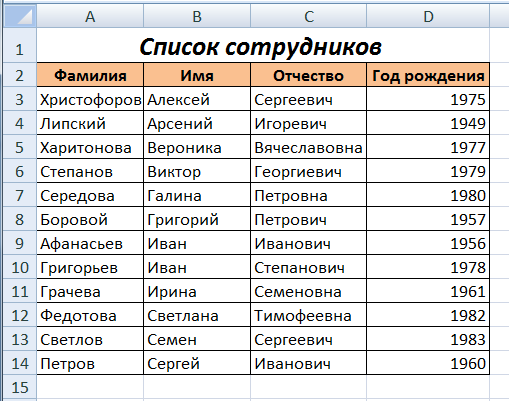 A B C D
1 Список сотрудников
2 Фамилия Имя Отчество Год рождения
3 Христофоров Алексей Сергеевич 1975
4 Липский Арсений Игоревич 1949
5 Харитонова Вероника Вячеславовна 1977
6 Степанов Виктор Георгиевич 1979
7 Середова Галина Петровна 1980
8 Боровой Григорий Петрович 1957
9 Афанасьев Иван Иванович 1956
10 Григорьев Иван Степанович 1978
11 Грачева Ирина Семеновна 1961
12 Федотова Светлана Тимофеевна 1982
13 Светлов Семен Сергеевич 1983
14 Петров Сергей Иванович 1960
15